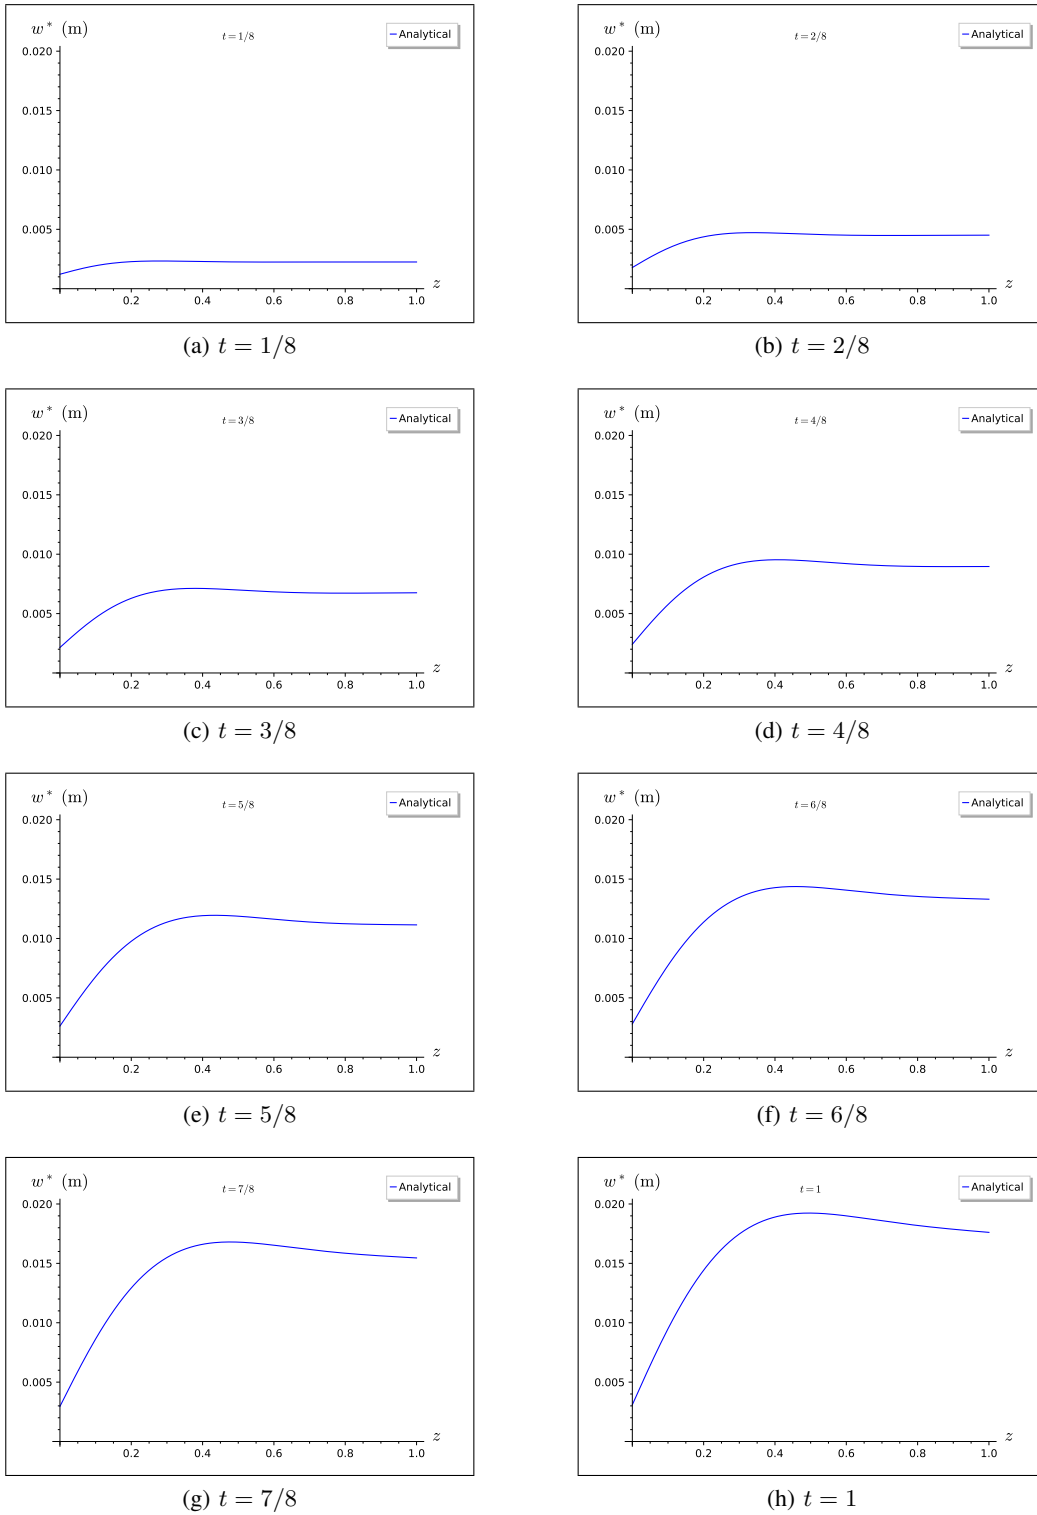 w* (m)
t = 1/8
Analytical
0.020
0.015
0.010
0.005
z
0.2 0.4 0.6 0.8 1.0
(a) t = 1/8
w* (m)
t = 2/8
Analytical
0.020
0.015
0.010
0.005
z
0.2 0.4 0.6 0.8 1.0
(b) t = 2/8
w* (m)
t = 3/8
Analytical
0.020
0.015
0.010
0.005
z
0.2 0.4 0.6 0.8 1.0
(c) t = 3/8
w* (m)
t = 4/8
Analytical
0.020
0.015
0.010
0.005
z
0.2 0.4 0.6 0.8 1.0
(d) t = 4/8
w* (m)
t = 5/8
Analytical
0.020
0.015
0.010
0.005
z
0.2 0.4 0.6 0.8 1.0
(e) t = 5/8
w* (m)
t = 6/8
Analytical
0.020
0.015
0.010
0.005
z
0.2 0.4 0.6 0.8 1.0
(f) t = 6/8
w* (m)
t = 7/8
Analytical
0.020
0.015
0.010
0.005
z
0.2 0.4 0.6 0.8 1.0
(g) t = 7/8
w* (m)
t = 1
Analytical
0.020
0.015
0.010
0.005
z
0.2 0.4 0.6 0.8 1.0
(h) t = 1